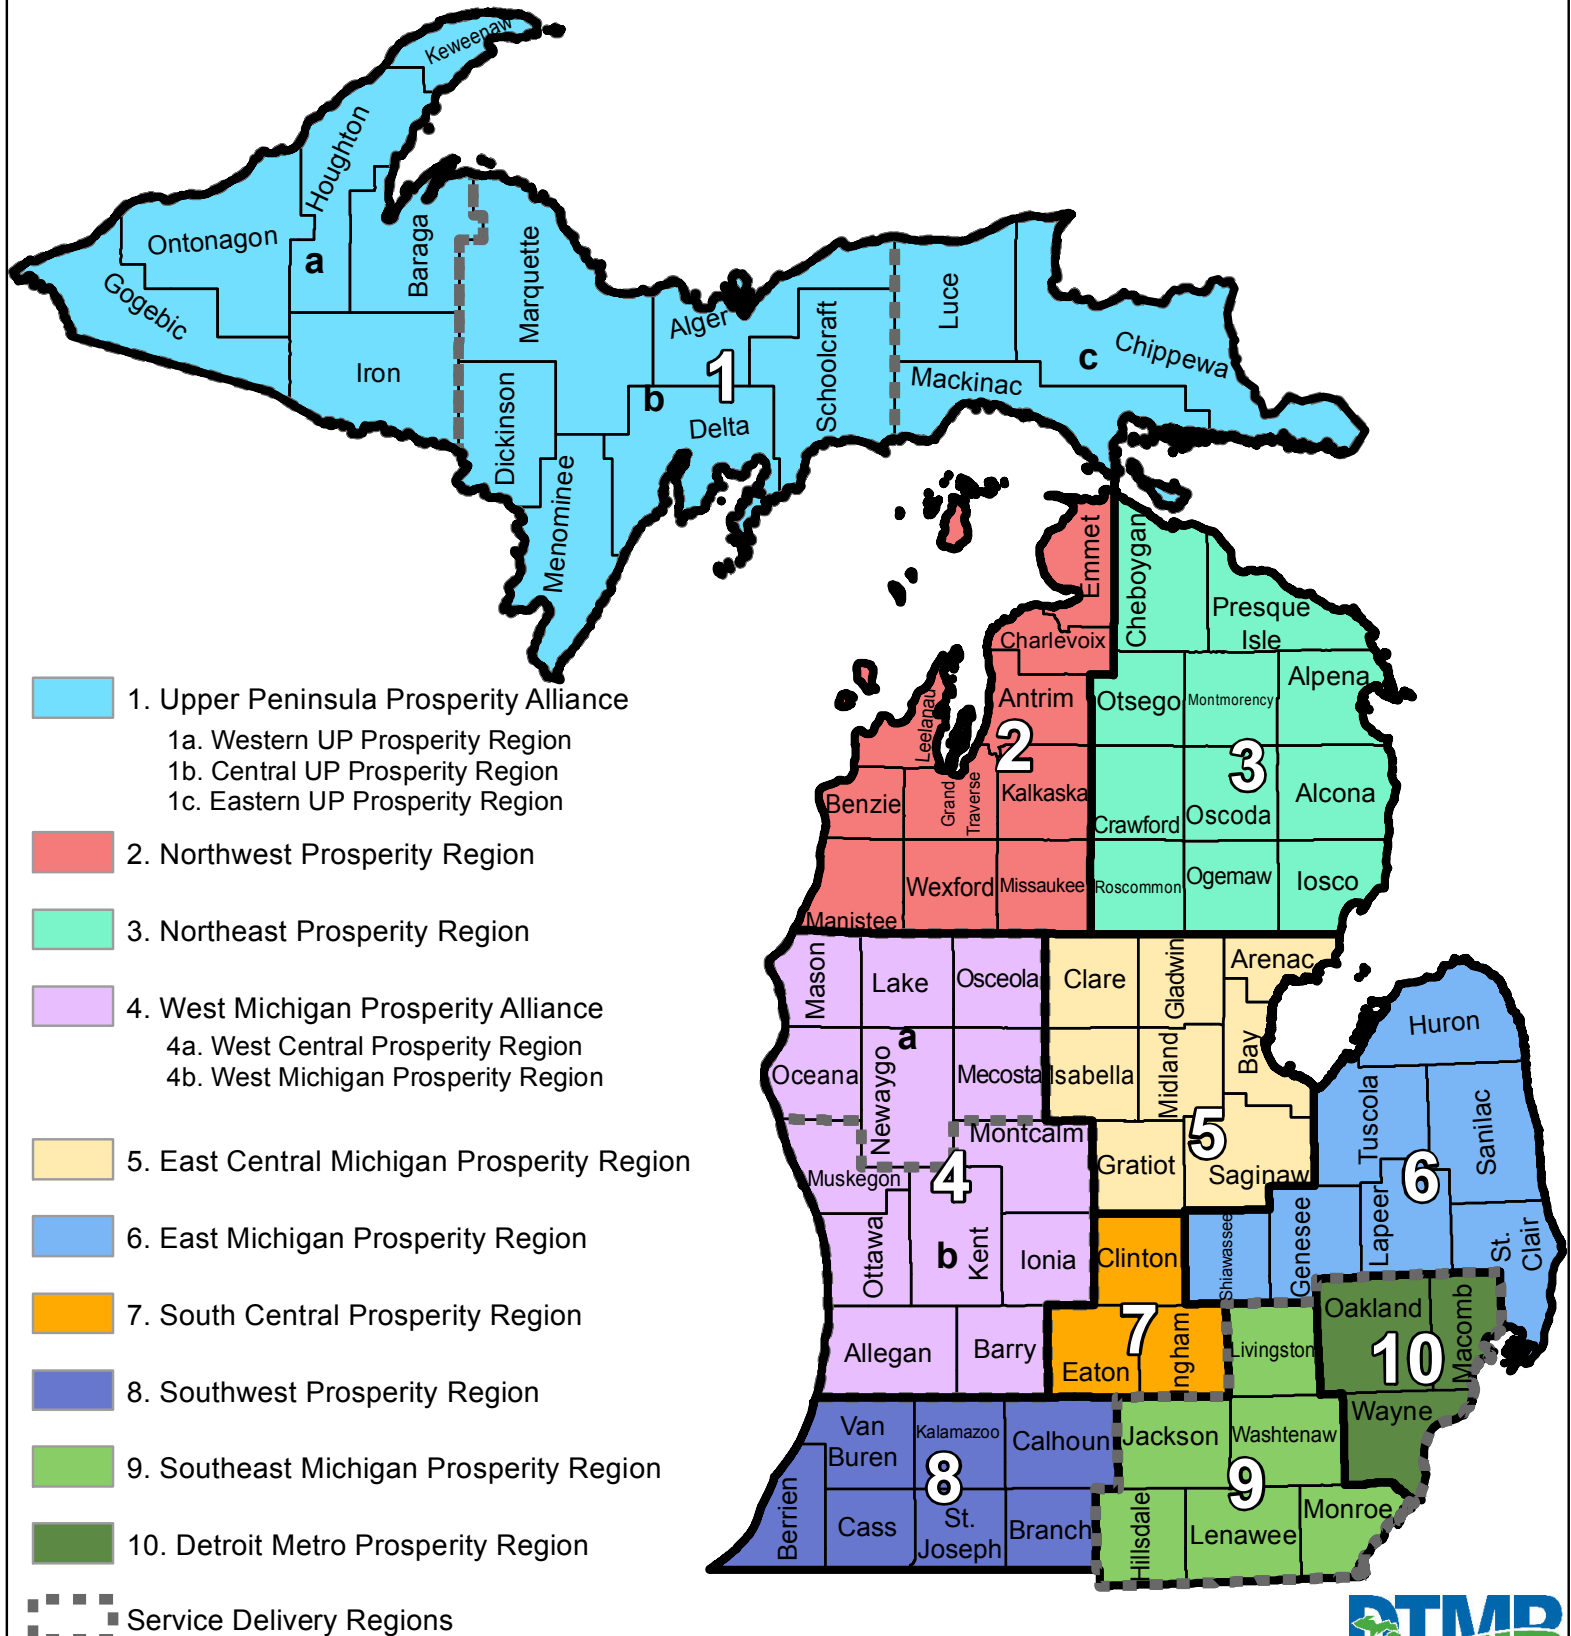 Keweenaw
Houghton
Ontonagon
a
Baraga
Marquette
Gogebic
Iron
Alger
1
b
Schoolcraft
Luce
Chippewa
c
Mackinac
Dickinson
Delta
Menominee
Emmet
Cheboygan
Presque
Isle
Charlevoix
Antrim
Otsego
Montmorency
Alpena
Leelanau
2
3
Benzie
Grand
Traverse
Kalkaska
Crawford
Oscoda
Alcona
Manistee
Wexford
Missaukee
Roscommon
Ogemaw
Iosco
Mason
Lake
Osceola
Clare
Gladwin
Arenac
a
Huron
Oceana
Newaygo
Mecosta
Isabella
Midland
Bay
Tuscola
Sanilac
Montcalm
5
Muskegon
4
Gratiot
Saginaw
6
Lapeer
Ottawa
b
Kent
Ionia
Clinton
Shiawassee
Genesee
St.
Clair
Allegan
Barry
7
Eaton
Ingham
Livingston
Oakland
10
Macomb
Wayne
Van
Buren
Kalamazoo
Calhoun
Jackson
Washtenaw
8
9
Berrien
Cass
St.
Joseph
Branch
Hillsdale
Lenawee
Monroe
1. Upper Peninsula Prosperity Alliance
1a. Western UP Prosperity Region
1b. Central UP Prosperity Region
1c. Eastern UP Prosperity Region
2. Northwest Prosperity Region
3. Northeast Prosperity Region
4. West Michigan Prosperity Alliance
4a. West Central Prosperity Region
4b. West Michigan Prosperity Region
5. East Central Michigan Prosperity Region
6. East Michigan Prosperity Region
7. South Central Prosperity Region
8. Southwest Prosperity Region
9. Southeast Michigan Prosperity Region
10. Detroit Metro Prosperity Region
Service Delivery Regions
DTMB